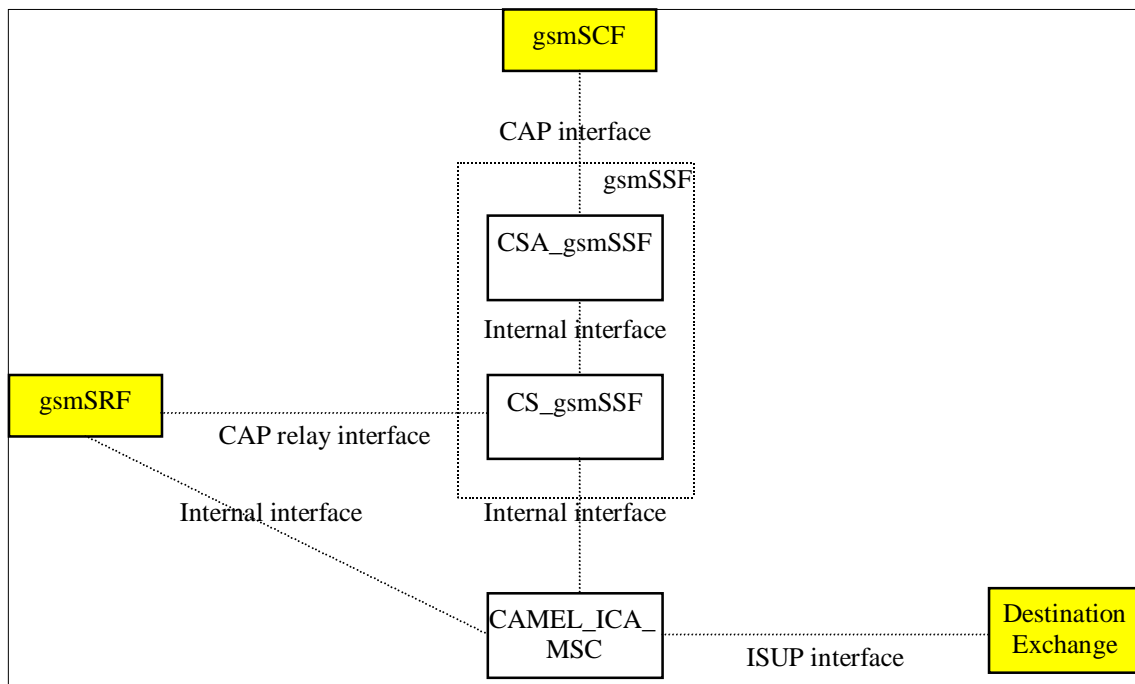 gsmSCF
CAP interface
gsmSSF
CSA_gsmSSF
Internal interface
gsmSRF
CS_gsmSSF
CAP relay interface
Internal interface
Internal interface
CAMEL_ICA_
MSC
Destination
Exchange
ISUP interface